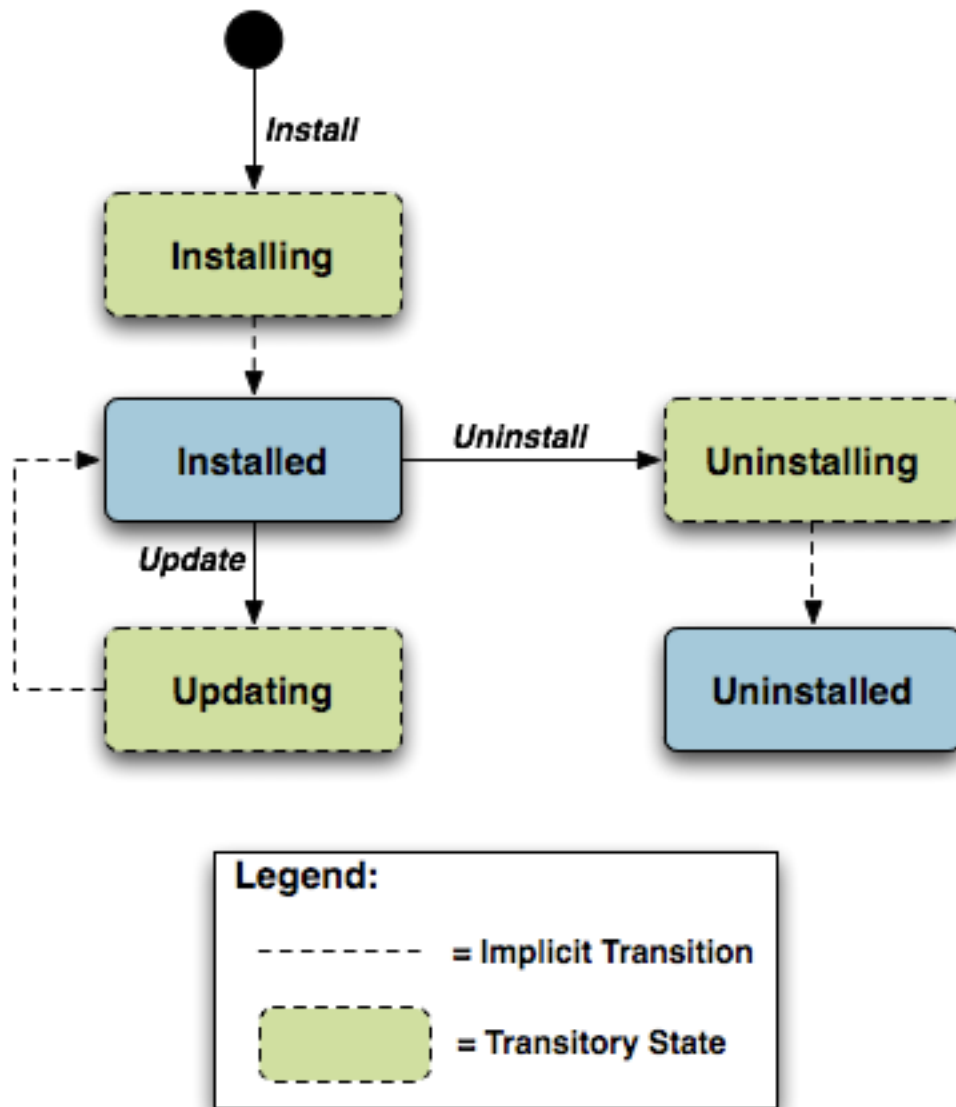 Install
Installing
Installed
Uninstall
Uninstalling
Update
Updating
Uninstalled
Legend:
= Implicit Transition
= Transitory State